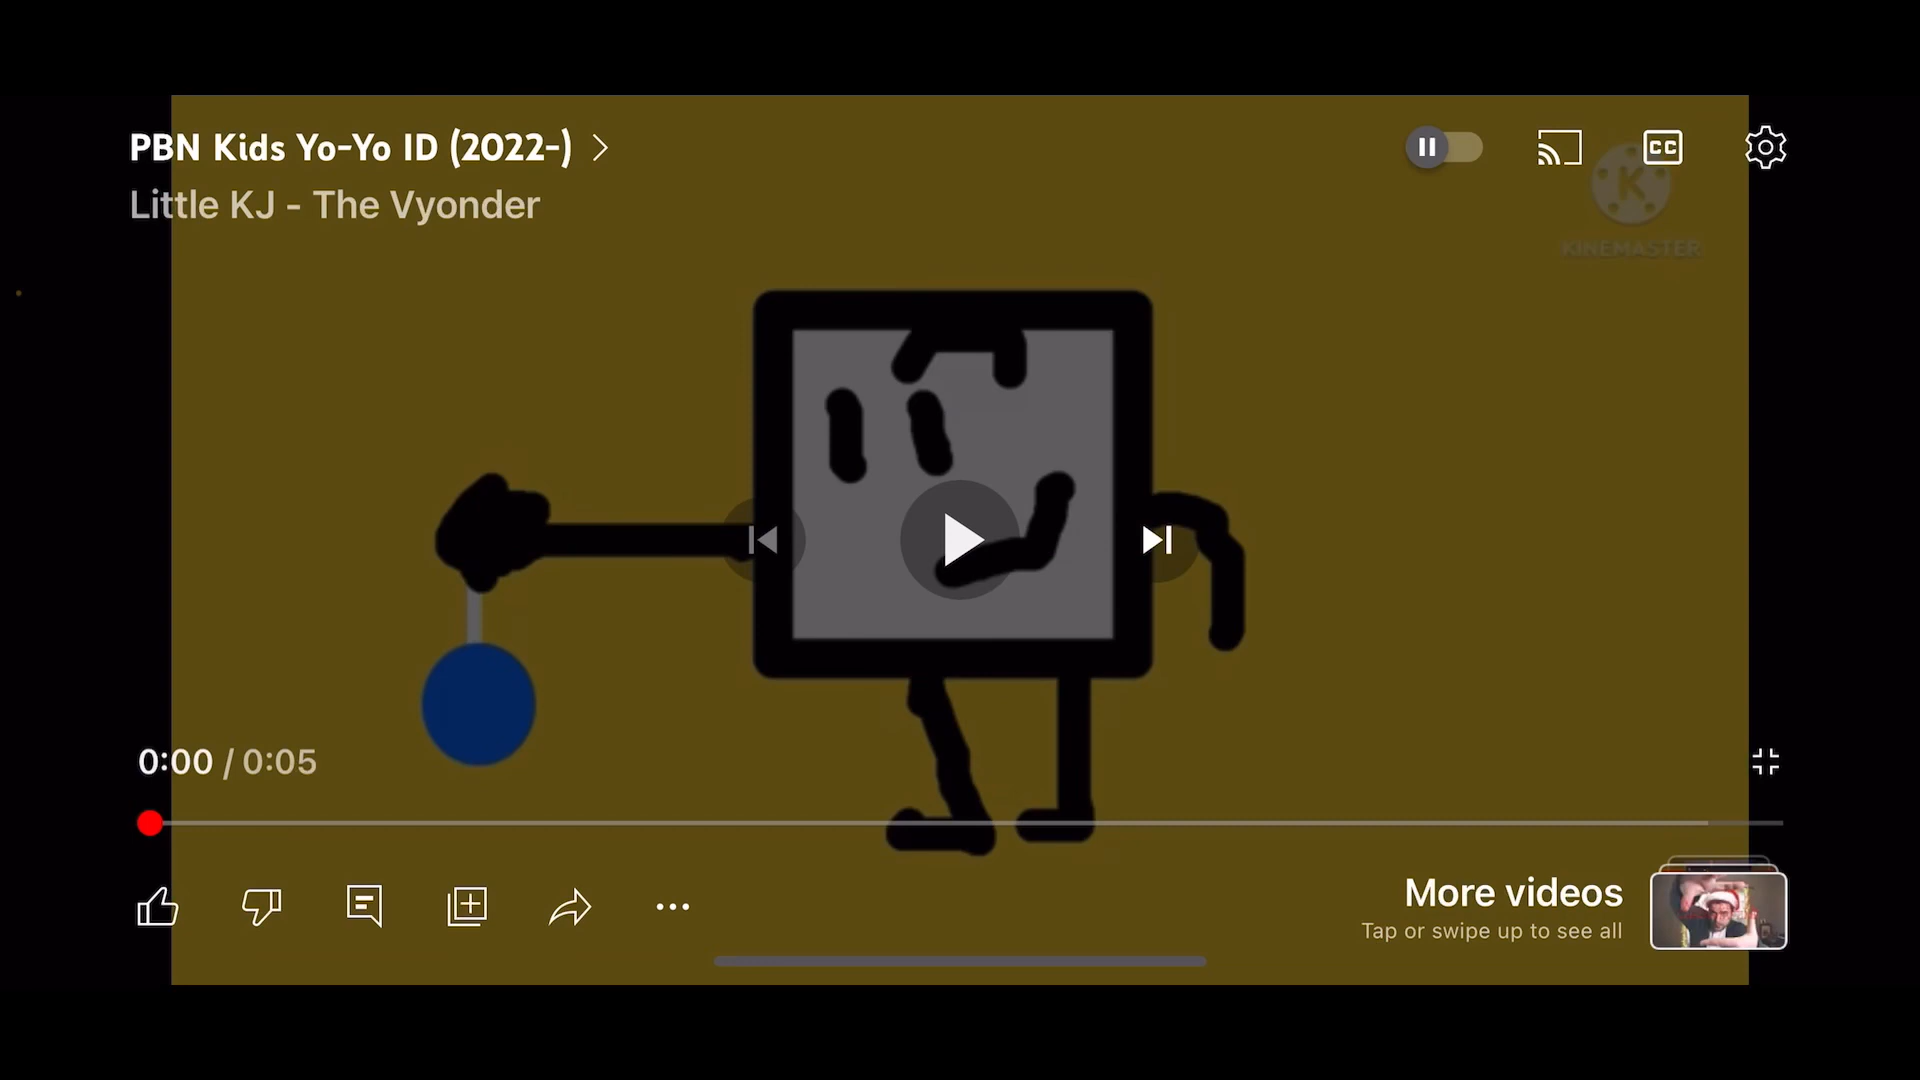 PBN Kids Yo-Yo ID (2022-)
Little KJ - The Vyonder
CC
K
KINEMASTER
0:00 / 0:05
More videos
Tap or swipe up to see all